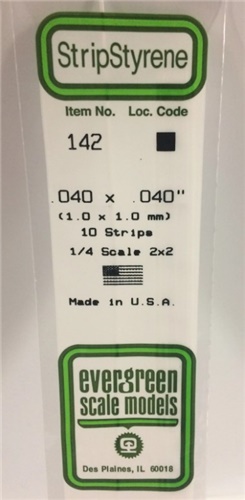 StripStyrene
Item No. Loc. Code
142
.040 x .040"
(1.0 x 1.0 mm)
10 Strips
1/4 Scale 2x2
Made in U.S.A.
evergreen
scale models
Des Plaines, IL 60018